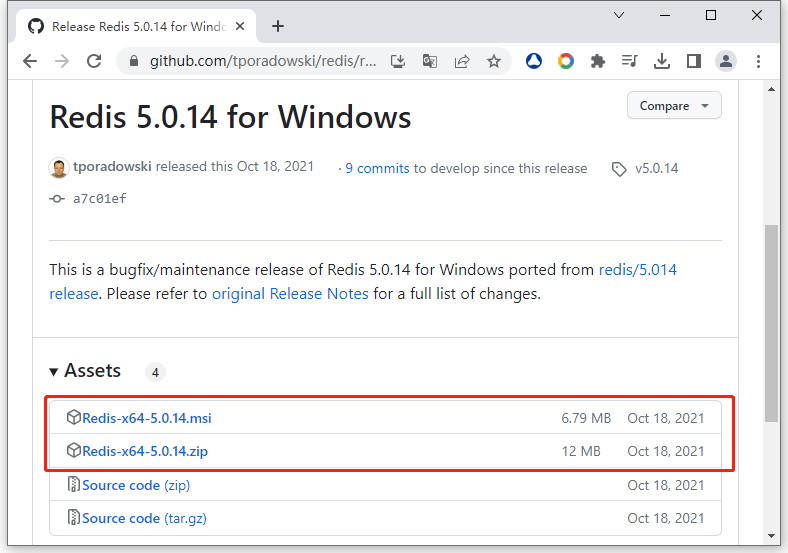 Release Redis 5.0.14 for Windo
github.com/tporadowski/redis/r...
Redis 5.0.14 for Windows
Compare
tporadowski released this Oct 18, 2021 · 9 commits to develop since this release v5.0.14
a7c01ef
This is a bugfix/maintenance release of Redis 5.0.14 for Windows ported from redis/5.014
release. Please refer to original Release Notes for a full list of changes.
Assets 4
Redis-x64-5.0.14.msi 6.79 MB Oct 18, 2021
Redis-x64-5.0.14.zip 12 MB Oct 18, 2021
Source code (zip) Oct 18, 2021
Source code (tar.gz) Oct 18, 2021